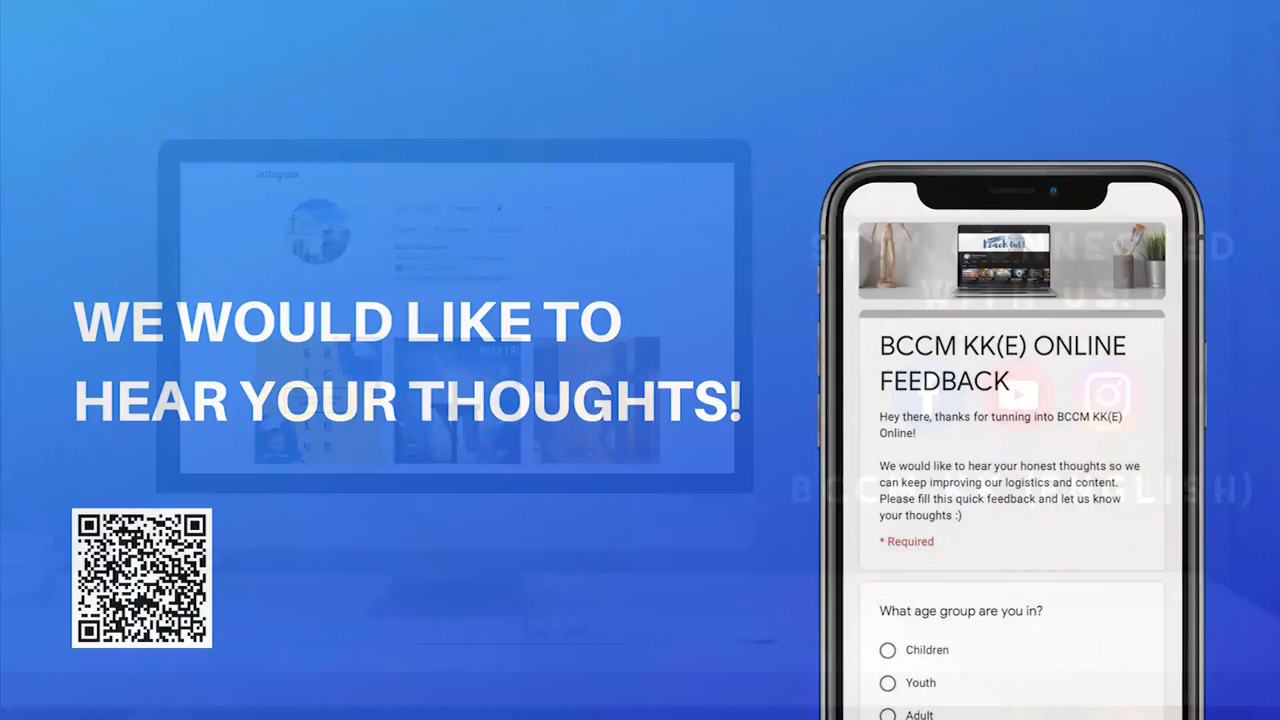 WE WOULD LIKE TO
HEAR YOUR THOUGHTS!
Instagram
BCCM KK(E) ONLINE
FEEDBACK
Hey there, thanks for tunning into BCCM KK(E)
Online!
We would like to hear your honest thoughts so we
can keep improving our logistics and content.
Please fill this quick feedback and let us know
your thoughts :)
* Required
What age group are you in?
Children
Youth
Adult